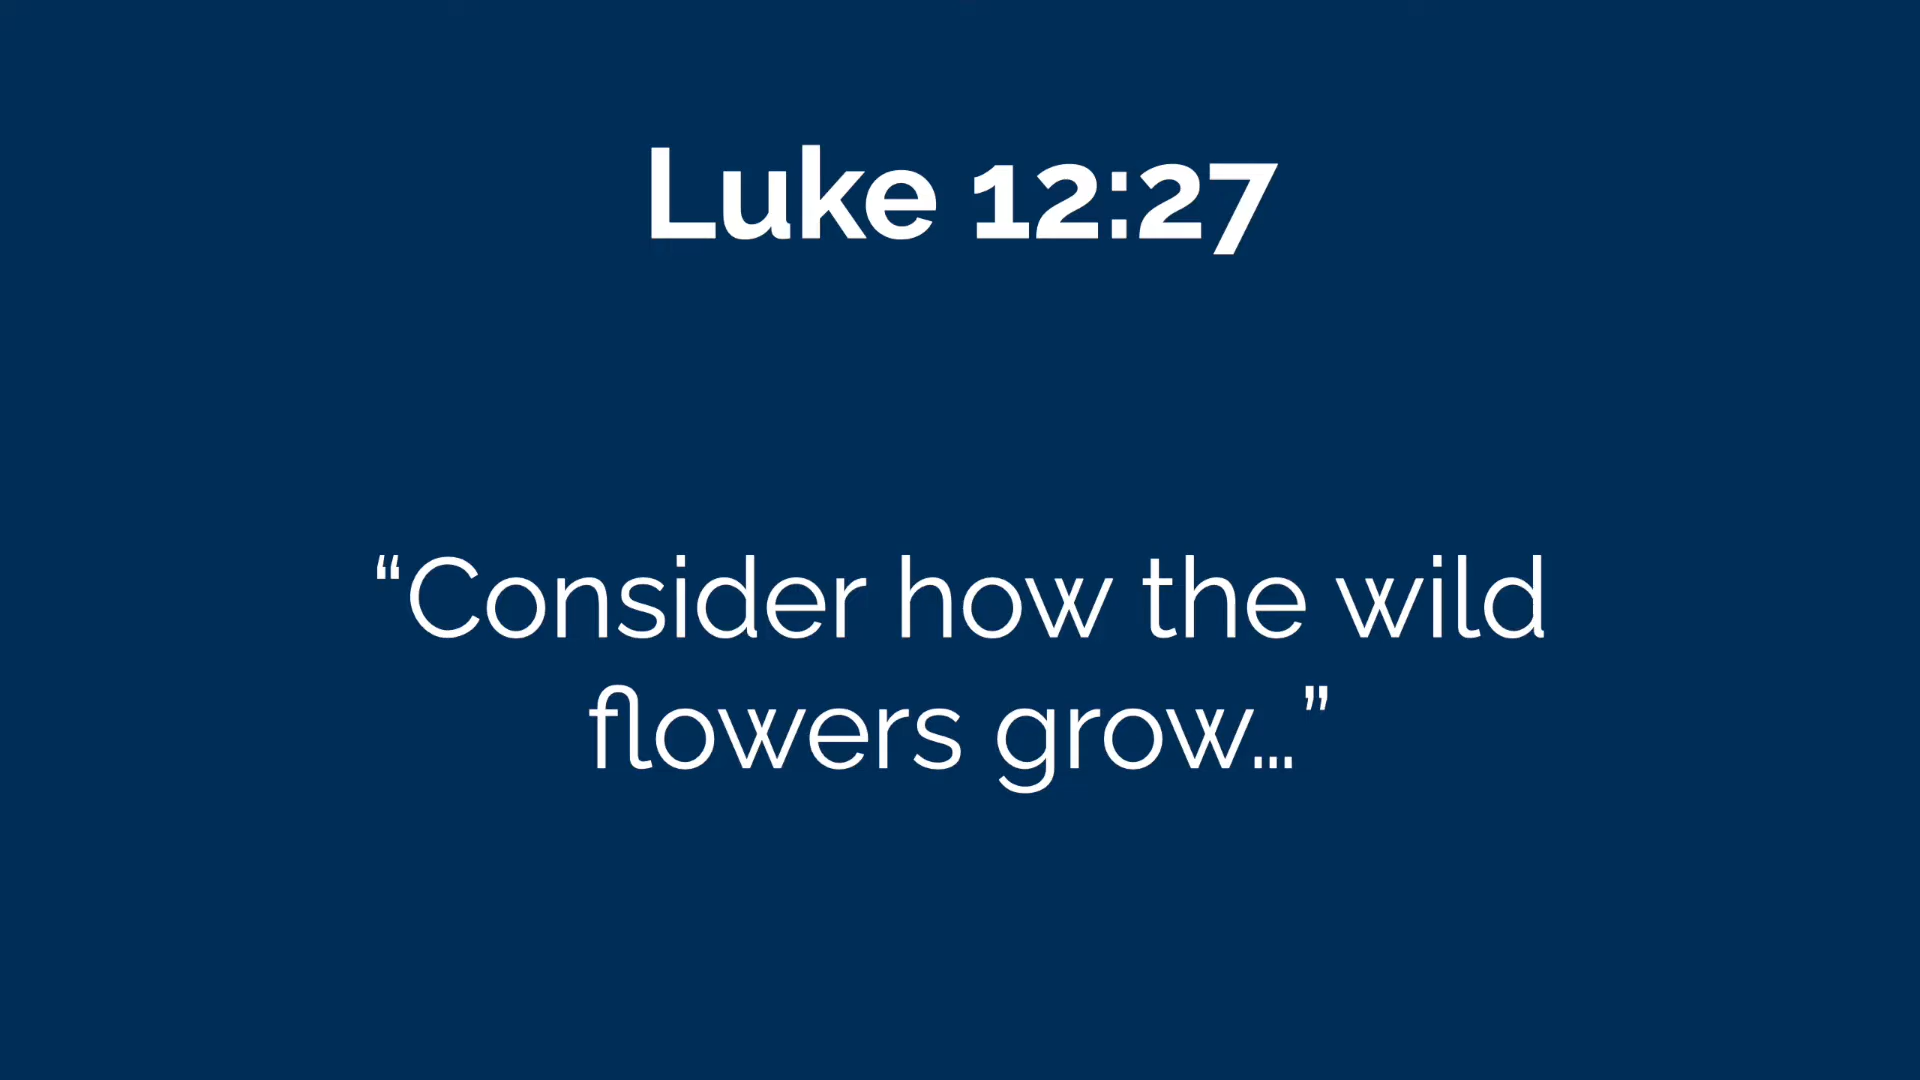 Luke 12:27
“Consider how the wild
flowers grow...”